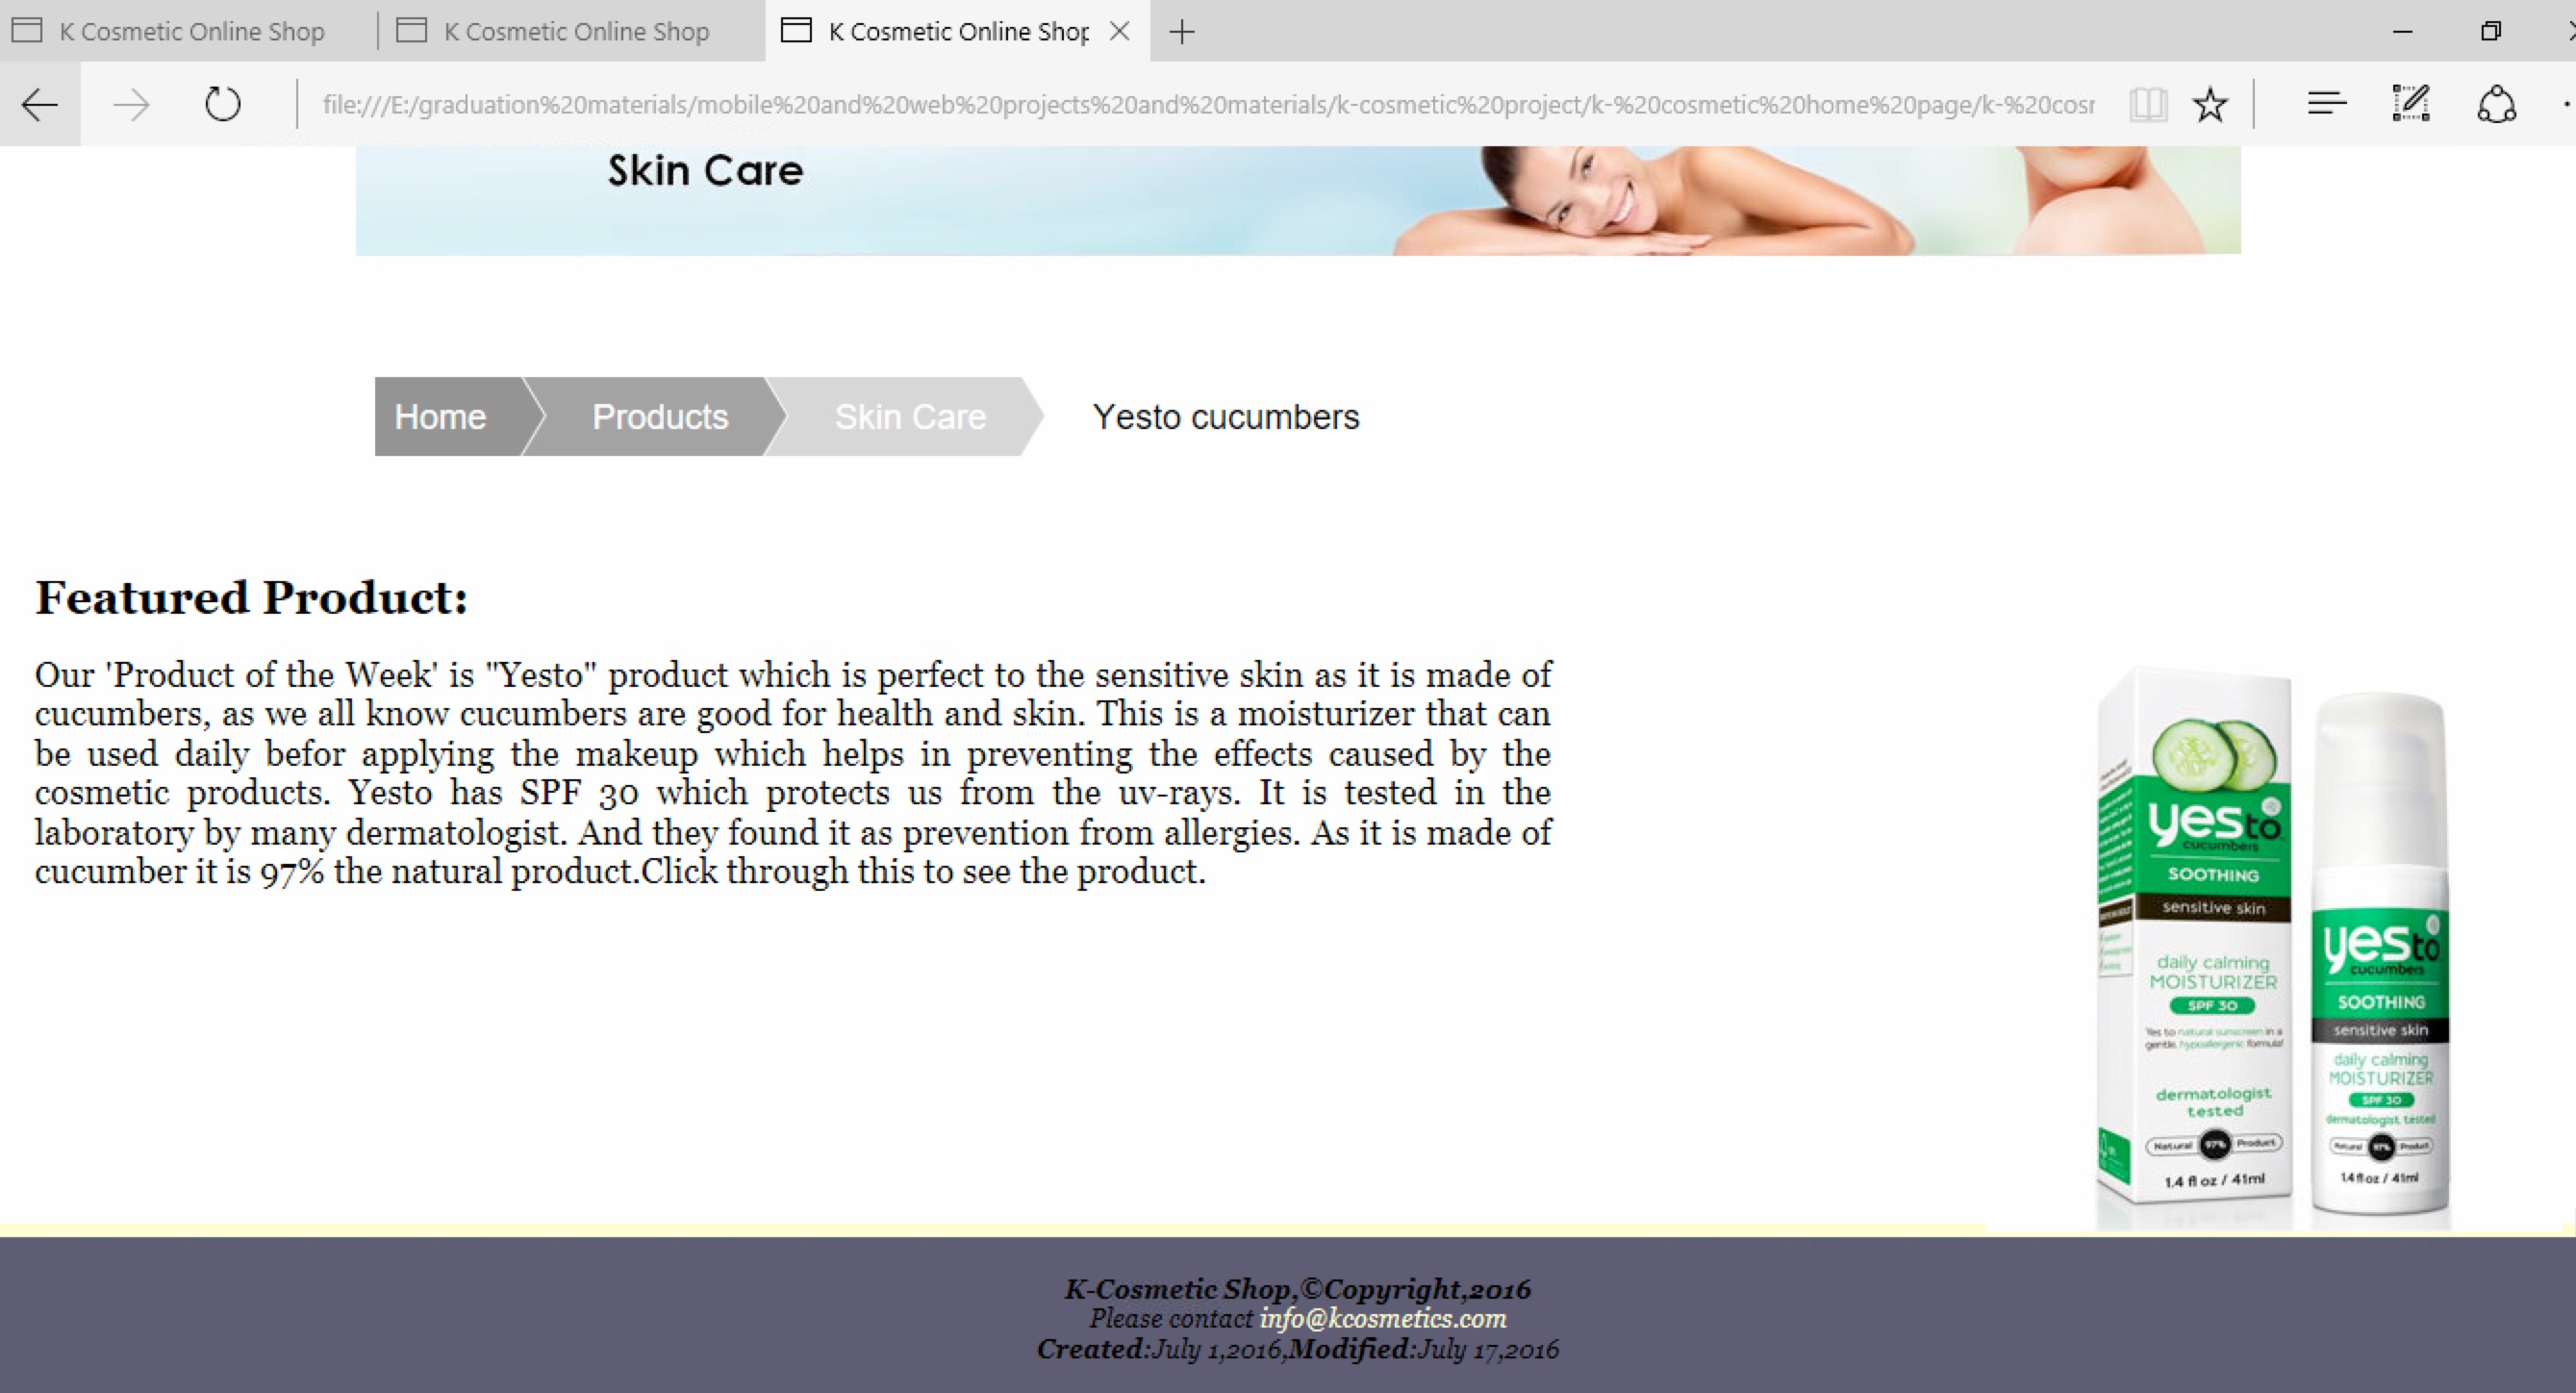 K Cosmetic Online Shop
K Cosmetic Online Shop
K Cosmetic Online Shop
file:///E:/graduation%20materials/mobile%20and%20web%20projects%20and%20materials/k-cosmetic%20project/k-%20cosmetic%20home%20page/k-%20cosr
Skin Care
Home
Products
Skin Care
Yesto cucumbers
Featured Product:
Our 'Product of the Week' is "Yesto" product which is perfect to the sensitive skin as it is made of
cucumbers, as we all know cucumbers are good for health and skin. This is a moisturizer that can
be used daily befor applying the makeup which helps in preventing the effects caused by the
cosmetic products. Yesto has SPF 30 which protects us from the uv-rays. It is tested in the
laboratory by many dermatologist. And they found it as prevention from allergies. As it is made of
cucumber it is 97% the natural product.Click through this to see the product.
yesto
cucumbers
SOOTHING
sensitive skin
daily calming
MOISTURIZER
SPF 30
Yes to natural sunscreen in a
gentle, hypoallergenic formula!
dermatologist
tested
Natural 97% Product
1.4 fl oz / 41ml
yesto
cucumbers
SOOTHING
sensitive skin
daily calming
MOISTURIZER
SPF 30
dermatologist tested
Natural 97% Product
1.4 fl oz / 41ml
K-Cosmetic Shop,©Copyright,2016
Please contact info@kcosmetics.com
Created:July 1,2016,Modified:July 17,2016